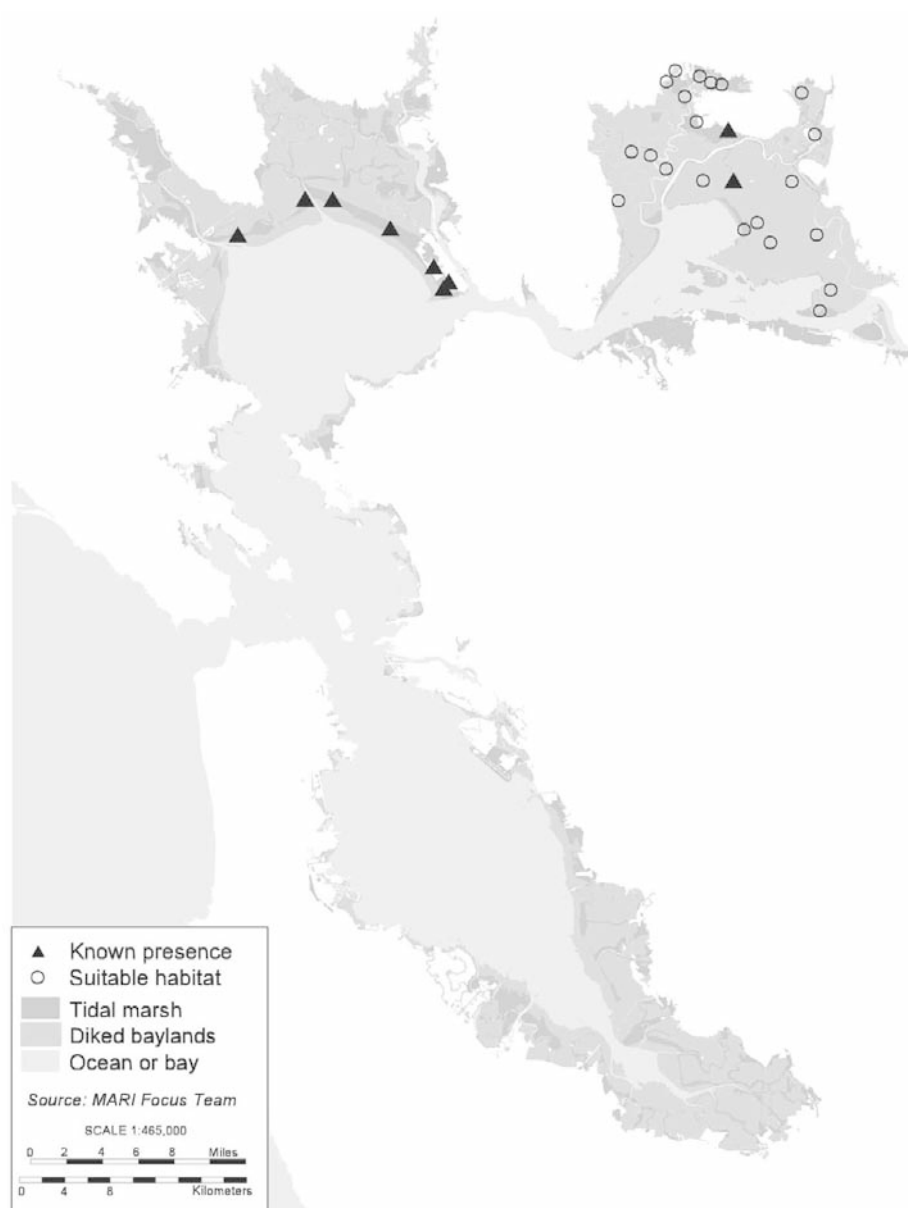 Known presence
Suitable habitat
Tidal marsh
Diked baylands
Ocean or bay
Source: MARI Focus Team
SCALE 1:465,000
0 2 4 6 8 Miles
0 4 8 Kilometers